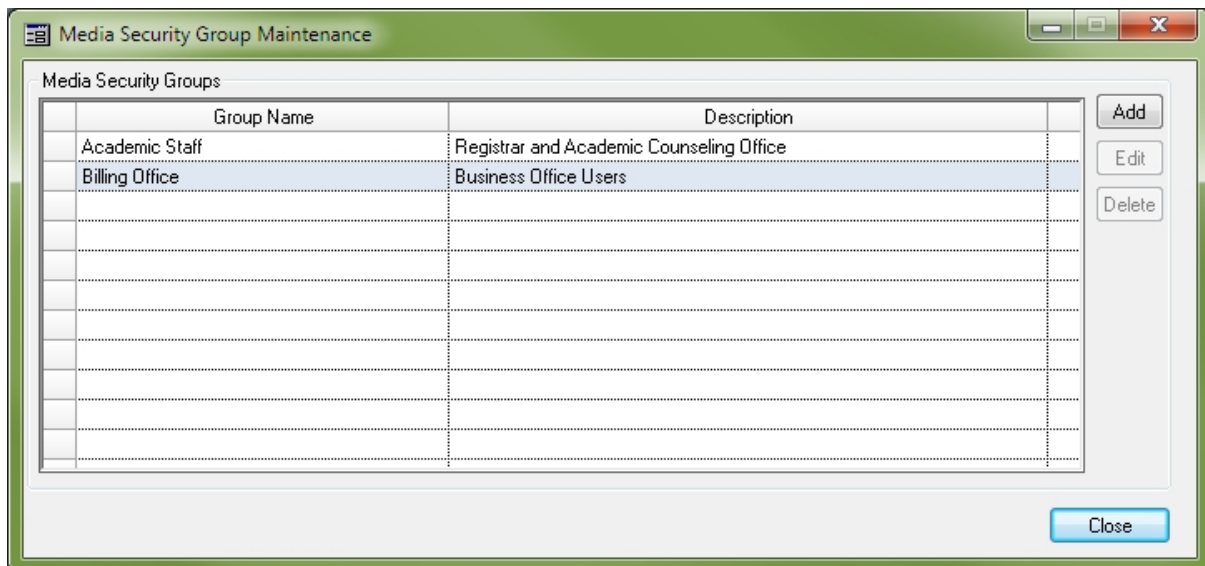 Media Security Group Maintenance
Media Security Groups
Group Name Description
Academic Staff Registrar and Academic Counseling Office
Billing Office Business Office Users
Add
Edit
Delete
Close